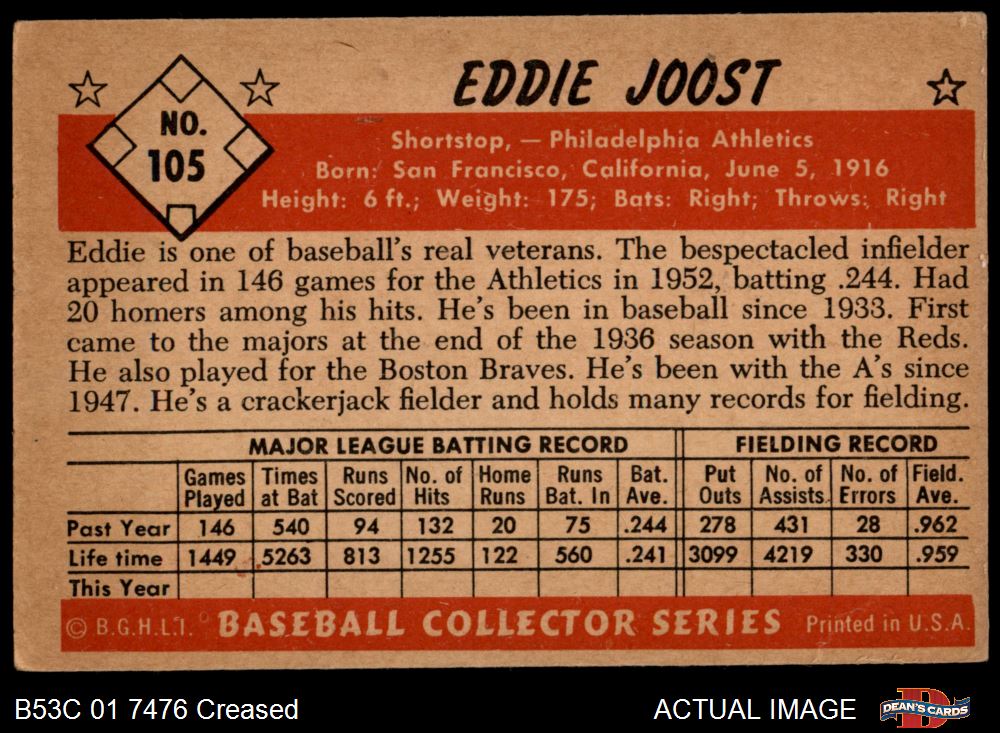 NO.
105
EDDIE JOOST
Shortstop, — Philadelphia Athletics
Born: San Francisco, California, June 5, 1916
Height: 6 ft.; Weight: 175; Bats: Right; Throws: Right
Eddie is one of baseball's real veterans. The bespectacled infielder
appeared in 146 games for the Athletics in 1952, batting .244. Had
20 homers among his hits. He's been in baseball since 1933. First
came to the majors at the end of the 1936 season with the Reds.
He also played for the Boston Braves. He's been with the A's since
1947. He's a crackerjack fielder and holds many records for fielding.
MAJOR LEAGUE BATTING RECORD FIELDING RECORD
Games Times Runs No. of Home Runs Bat. Put No. of No. of Field.
Played at Bat Scored Hits Runs Bat. In Ave. Outs Assists Errors Ave.
Past Year 146 540 94 132 20 75 .244 278 431 28 .962
Life time 1449 5263 813 1255 122 560 .241 3099 4219 330 .959
This Year
© B.G.H.L.I. BASEBALL COLLECTOR SERIES Printed in U.S.A.
B53C 01 7476 Creased ACTUAL IMAGE DEAN'S CARDS